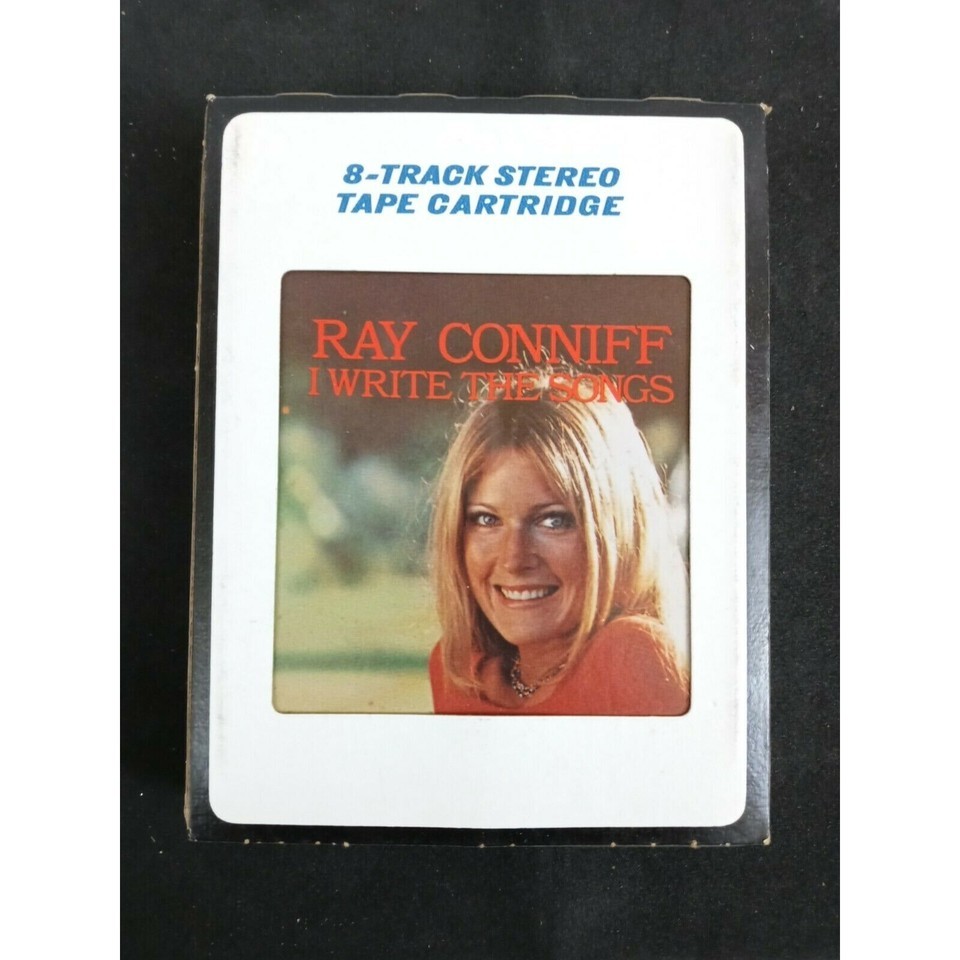 8-TRACK STEREO
TAPE CARTRIDGE
RAY CONNIFF
I WRITE THE SONGS